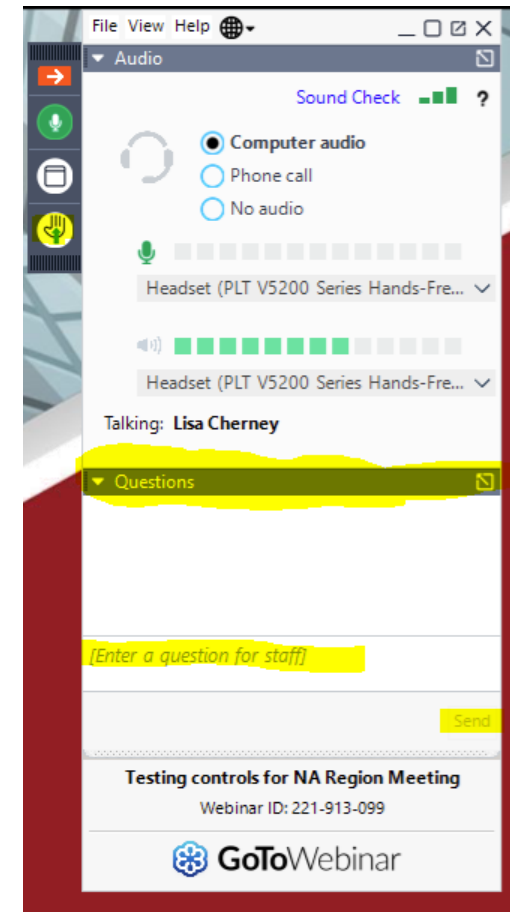 File View Help
Audio
Sound Check ?
Computer audio
Phone call
No audio
Headset (PLT V5200 Series Hands-Fre...
Headset (PLT V5200 Series Hands-Fre...
Talking: Lisa Cherney
Questions
[Enter a question for staff]
Send
Testing controls for NA Region Meeting
Webinar ID: 221-913-099
GoToWebinar